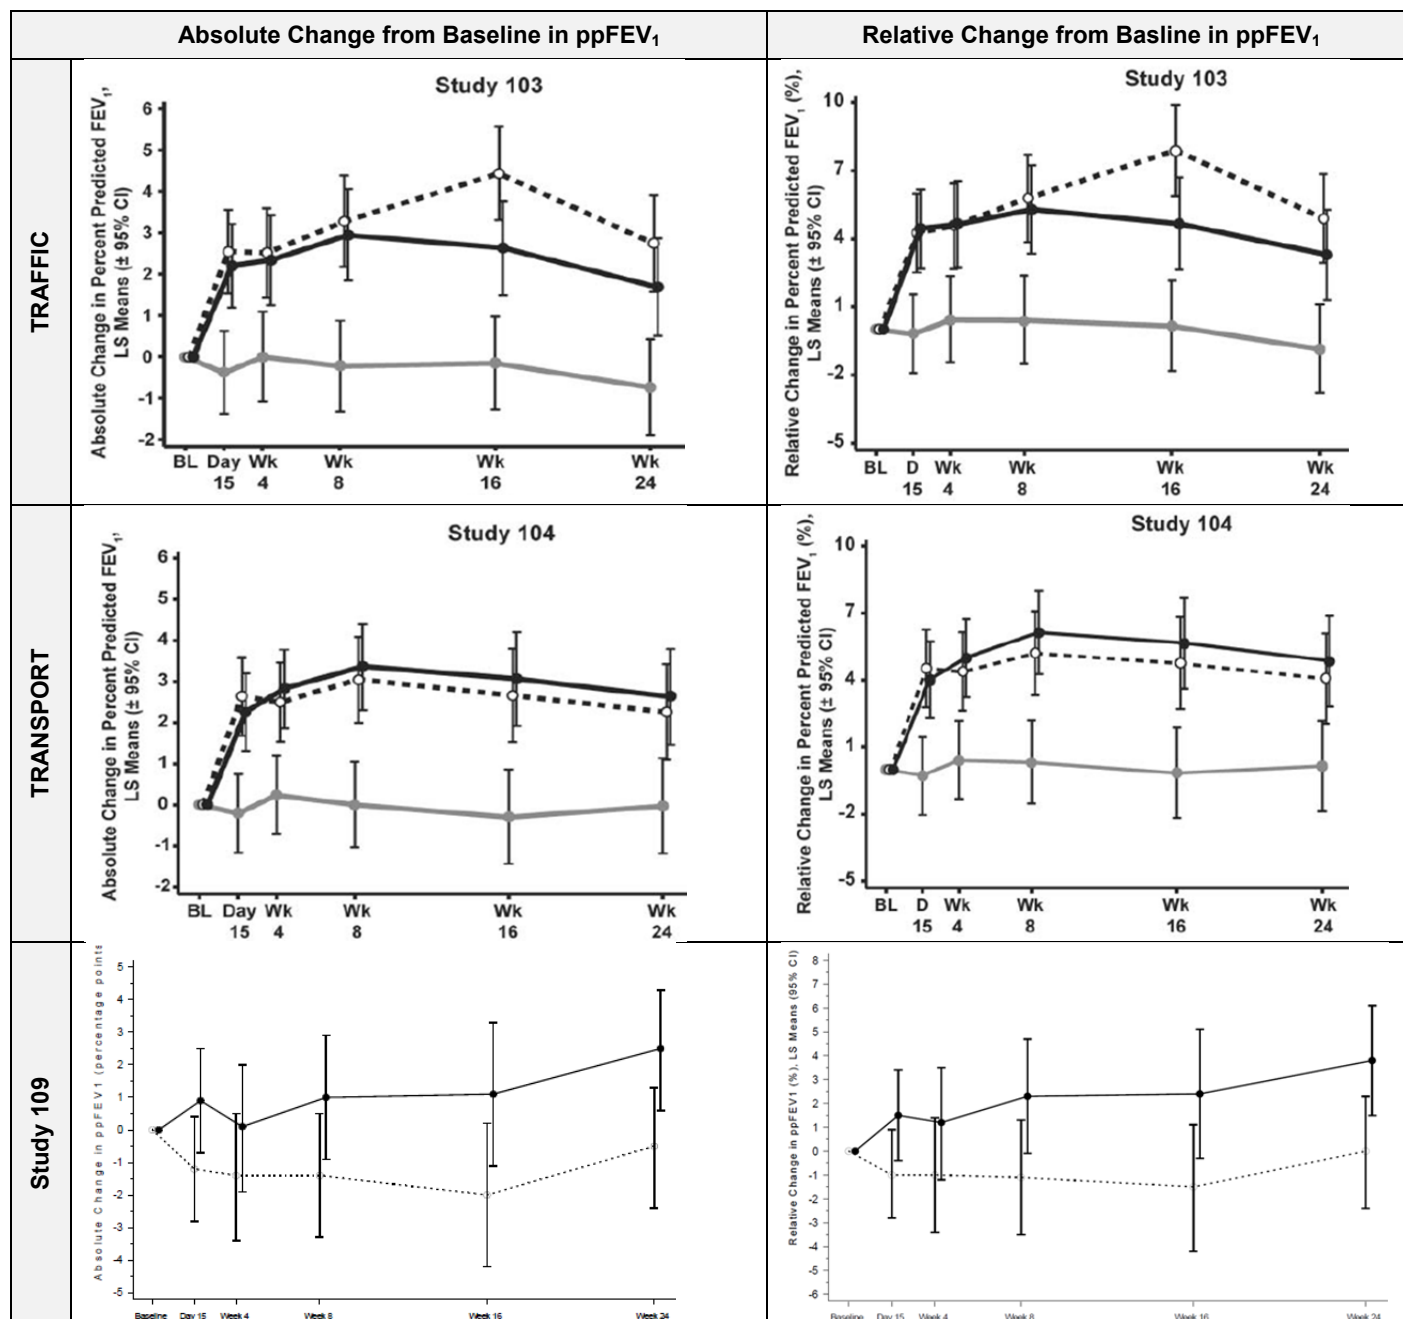 Absolute Change from Baseline in ppFEV1
Relative Change from Basline in ppFEV1
TRAFFIC
Study 103
Absolute Change in Percent Predicted FEV1,
LS Means (± 95% CI)
6
5
4
3
2
1
0
-1
-2
BL Day Wk Wk Wk Wk
15 4 8 16 24
Study 103
Relative Change in Percent Predicted FEV1 (%),
LS Means (± 95% CI)
10
7
4
1
-2
-5
BL D Wk Wk Wk Wk
15 4 8 16 24
TRANSPORT
Study 104
Absolute Change in Percent Predicted FEV1,
LS Means (± 95% CI)
6
5
4
3
2
1
0
-1
-2
BL Day Wk Wk Wk Wk
15 4 8 16 24
Study 104
Relative Change in Percent Predicted FEV1 (%),
LS Means (± 95% CI)
10
7
4
1
-2
-5
BL D Wk Wk Wk Wk
15 4 8 16 24
Study 109
Absolute Change in ppFEV1 (percentage points
5
4
3
2
1
0
-1
-2
-3
-4
-5
Baseline Day 15 Week 4 Week 8 Week 16 Week 24
Relative Change in ppFEV1 (%), LS Means (95% CI)
8
7
6
5
4
3
2
1
0
-1
-2
-3
-4
-5
-6
Baseline Day 15 Week 4 Week 8 Week 16 Week 24